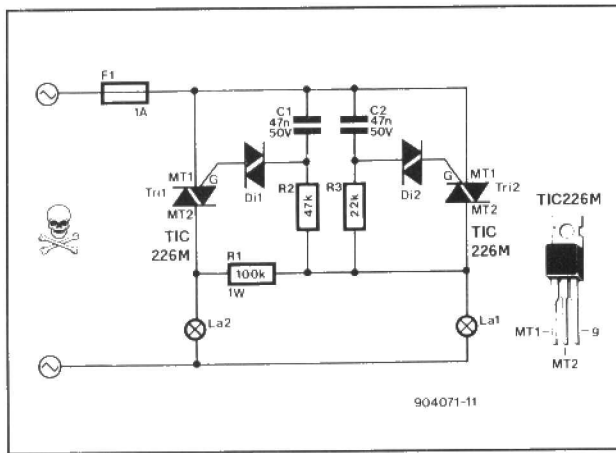 F1
1A
C1
47n
50V
C2
47n
50V
MT1
G
Tri1
MT2
TIC
226M
Di1
R2
47k
R3
22k
Di2
G
MT1
Tri2
MT2
TIC
226M
TIC226M
R1
100k
1W
La2
La1
MT1
g
MT2
904071-11